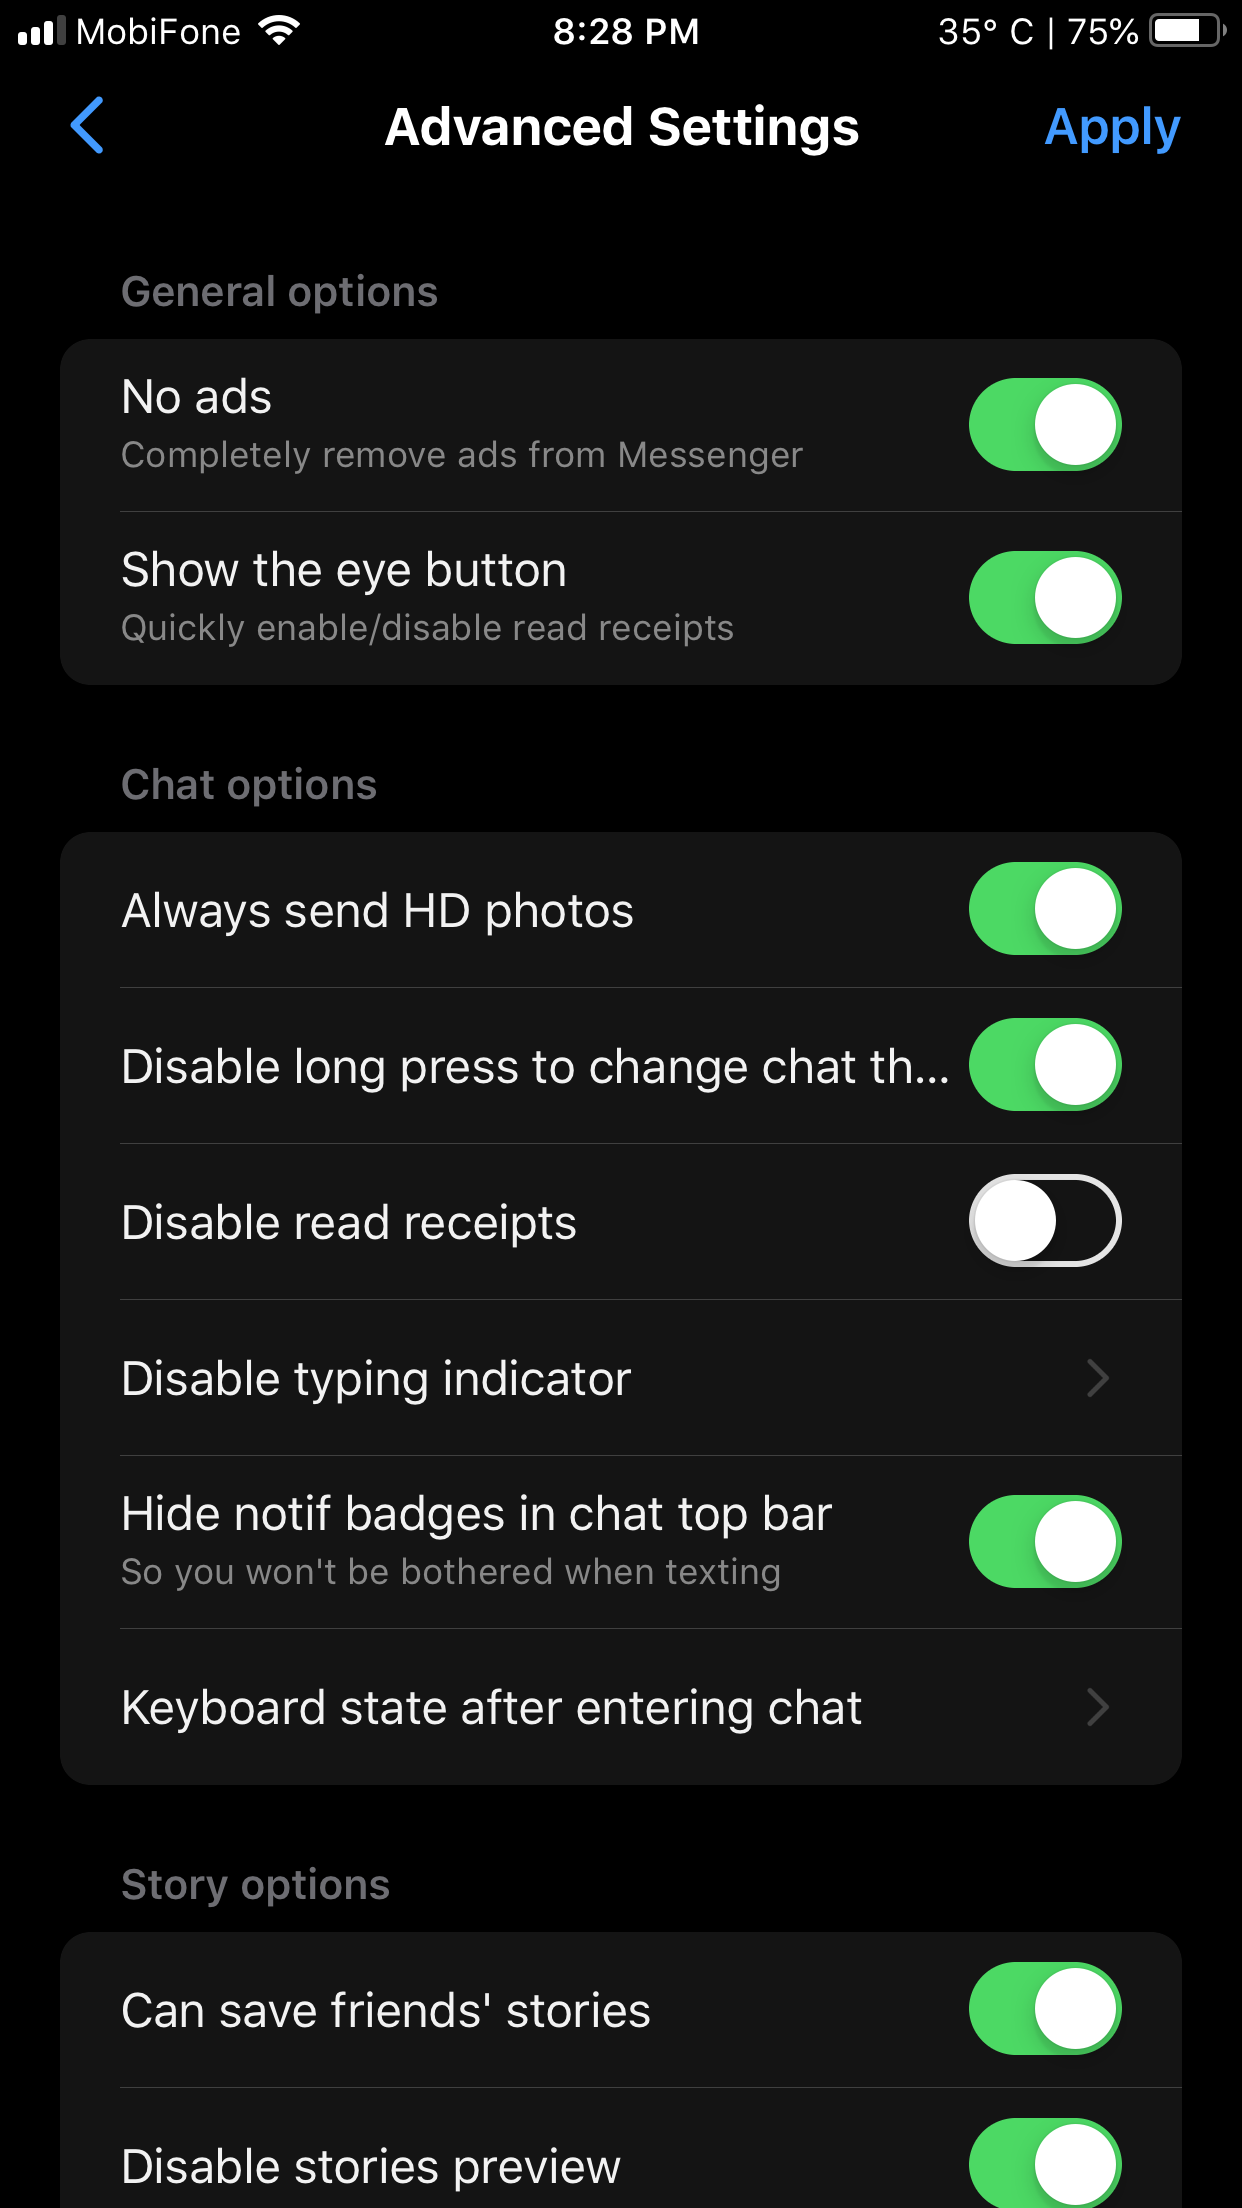 MobiFone
8:28 PM
35° C | 75%
Advanced Settings
Apply
General options
No ads
Completely remove ads from Messenger
Show the eye button
Quickly enable/disable read receipts
Chat options
Always send HD photos
Disable long press to change chat th...
Disable read receipts
Disable typing indicator
Hide notif badges in chat top bar
So you won't be bothered when texting
Keyboard state after entering chat
Story options
Can save friends' stories
Disable stories preview